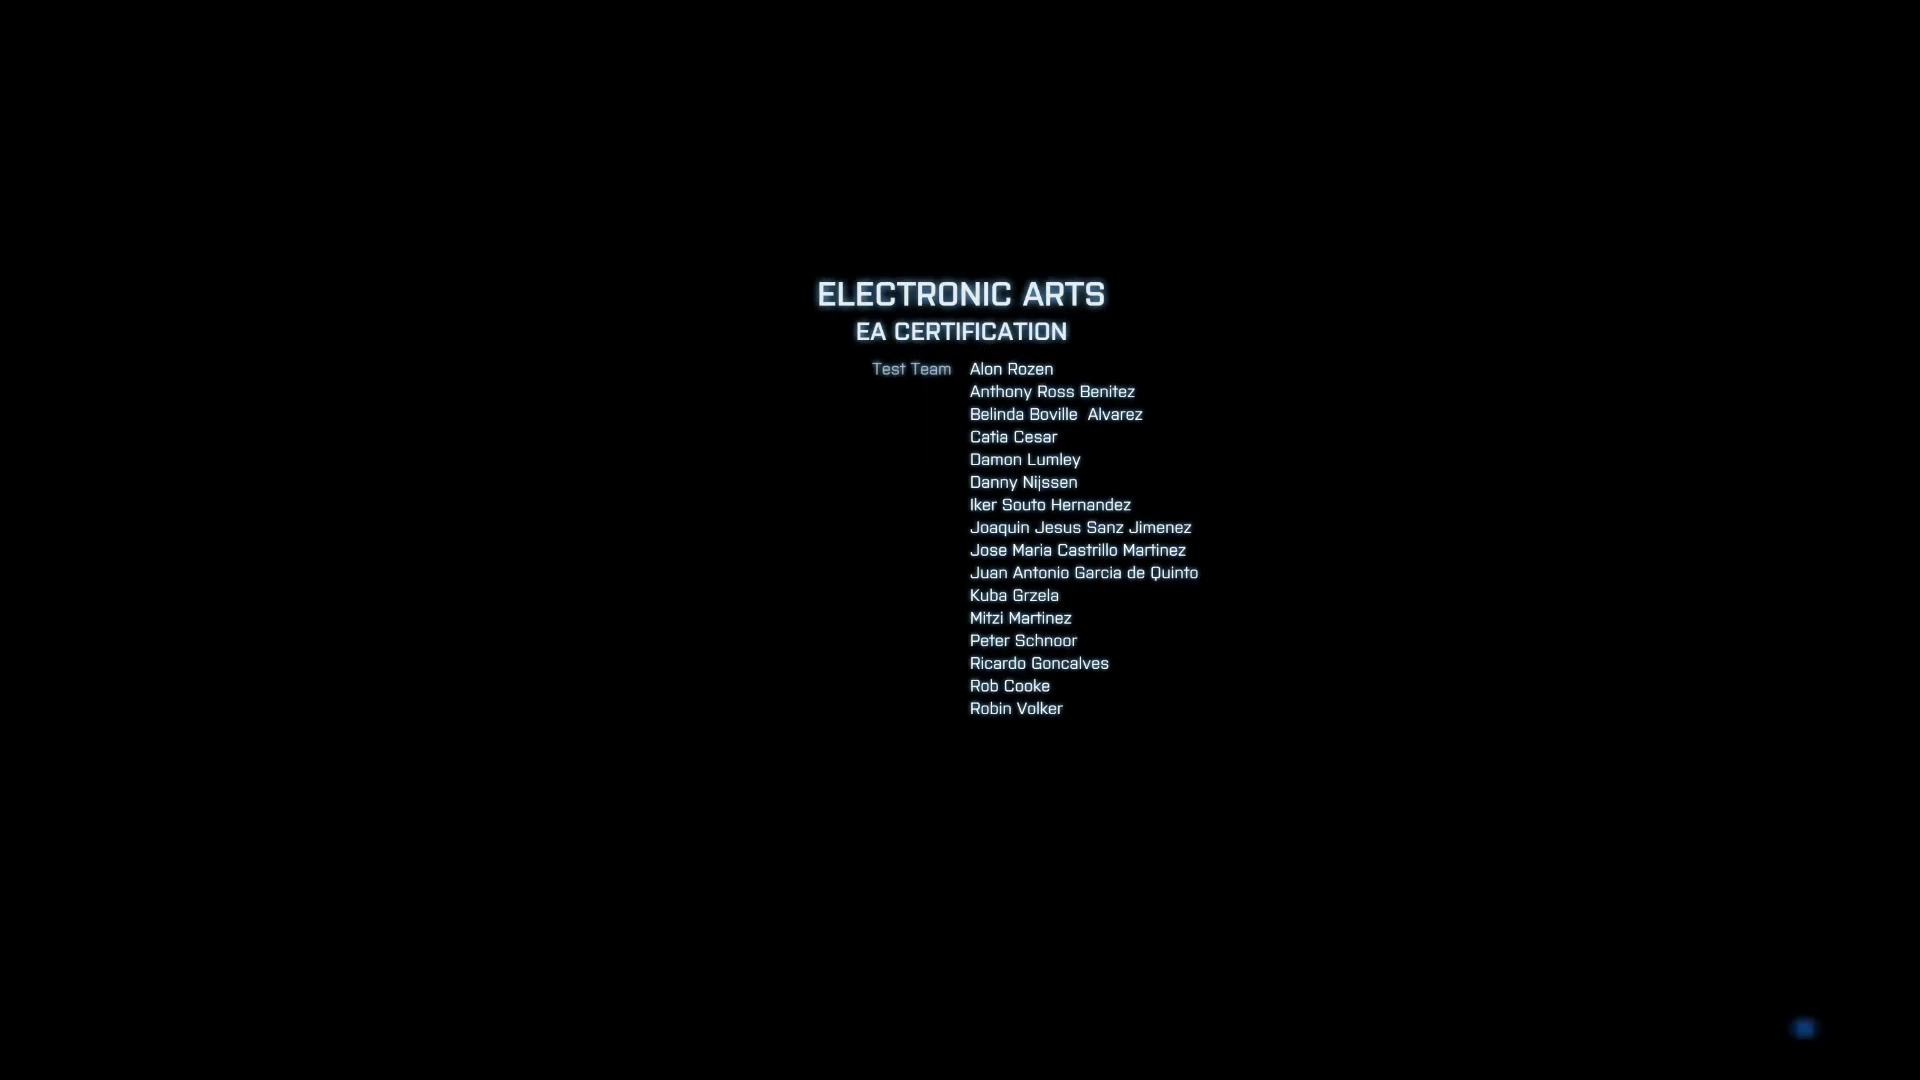 ELECTRONIC ARTS
EA CERTIFICATION
Test Team Alon Rozen
Anthony Ross Benitez
Belinda Boville  Alvarez
Catia Cesar
Damon Lumley
Danny Nijssen
Iker Souto Hernandez
Joaquin Jesus Sanz Jimenez
Jose Maria Castrillo Martinez
Juan Antonio Garcia de Quinto
Kuba Grzela
Mitzi Martinez
Peter Schnoor
Ricardo Goncalves
Rob Cooke
Robin Volker